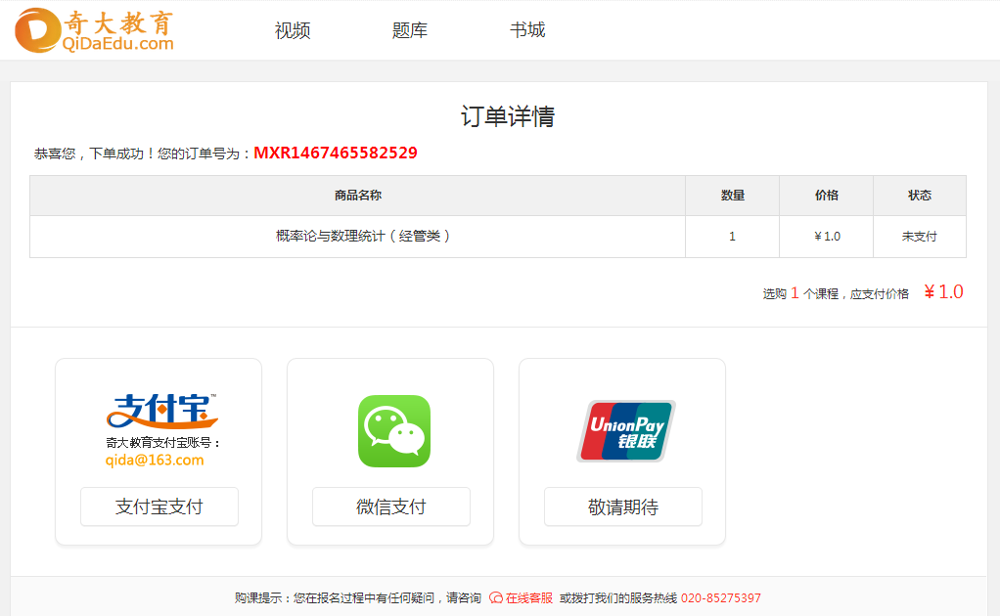 奇大教育
QiDaEdu.com
视频 题库 书城
订单详情
恭喜您，下单成功！您的订单号为：MXR1467465582529
商品名称 数量 价格 状态
概率论与数理统计（经管类） 1 ￥1.0 未支付
选购 1 个课程，应支付价格 ￥1.0
支付宝™
奇大教育支付宝账号：
qida@163.com
UnionPay
银联
支付宝支付 微信支付 敬请期待
购课提示：您在报名过程中有任何疑问，请咨询 在线客服 或拨打我们的服务热线 020-85275397